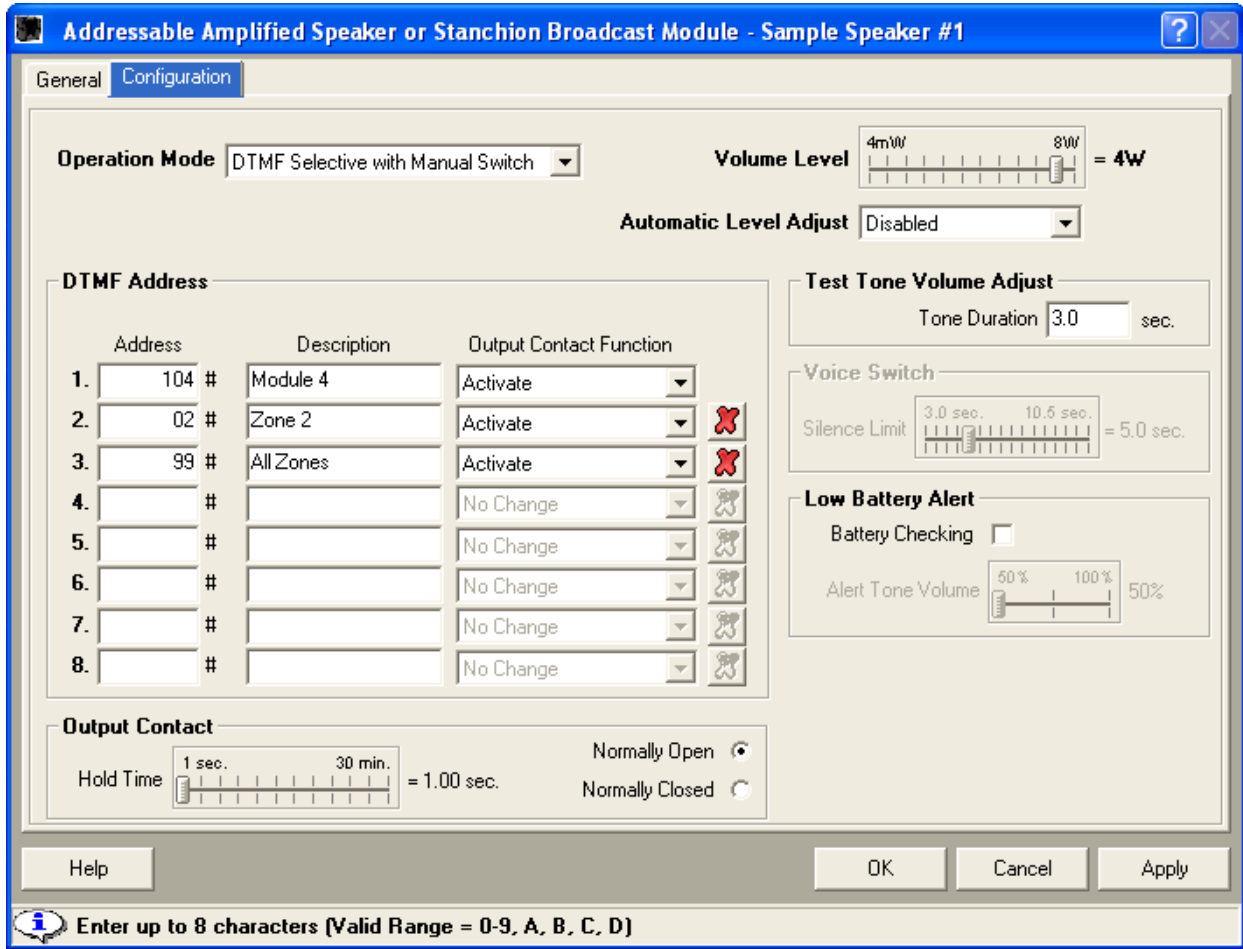 Addressable Amplified Speaker or Stanchion Broadcast Module - Sample Speaker #1
General Configuration
Operation Mode DTMF Selective with Manual Switch
Volume Level 4mW 8W = 4W
Automatic Level Adjust Disabled
DTMF Address
Address Description Output Contact Function
1. 104 # Module 4 Activate
2. 02 # Zone 2 Activate
3. 99 # All Zones Activate
4. # No Change
5. # No Change
6. # No Change
7. # No Change
8. # No Change
Test Tone Volume Adjust
Tone Duration 3.0 sec.
Voice Switch
Silence Limit 3.0 sec. 10.5 sec. = 5.0 sec.
Low Battery Alert
Battery Checking
Alert Tone Volume 50% 100% 50%
Output Contact
Hold Time 1 sec. 30 min. = 1.00 sec.
Normally Open
Normally Closed
Help OK Cancel Apply
Enter up to 8 characters (Valid Range = 0-9, A, B, C, D)